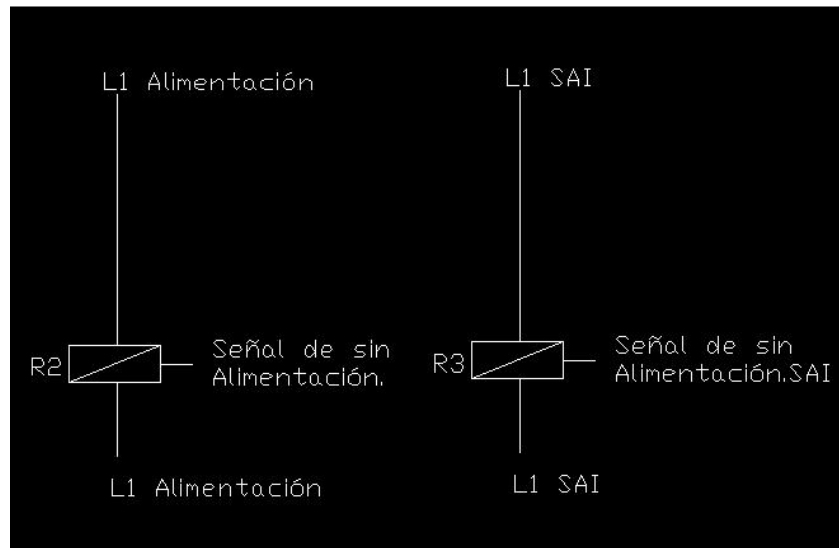 L1 Alimentación
L1 SAI
R2
Señal de sin
Alimentación.
R3
Señal de sin
Alimentación.SAI
L1 Alimentación
L1 SAI